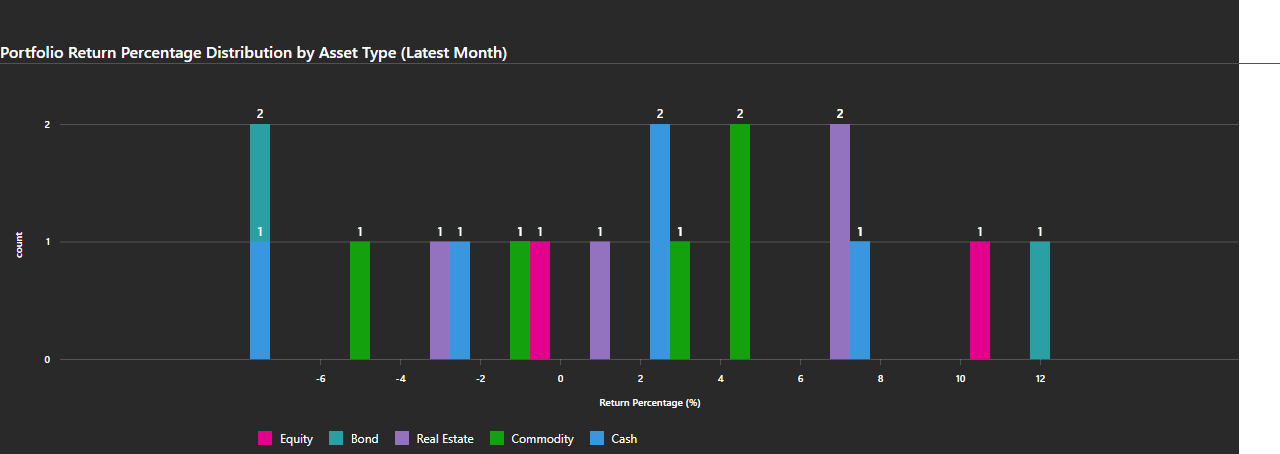 Portfolio Return Percentage Distribution by Asset Type (Latest Month)
2 2 2 2
2
1 1 1 1 1 1 1 1 1 1 1
1
count
0
-6 -4 -2 0 2 4 6 8 10 12
Return Percentage (%)
Equity Bond Real Estate Commodity Cash